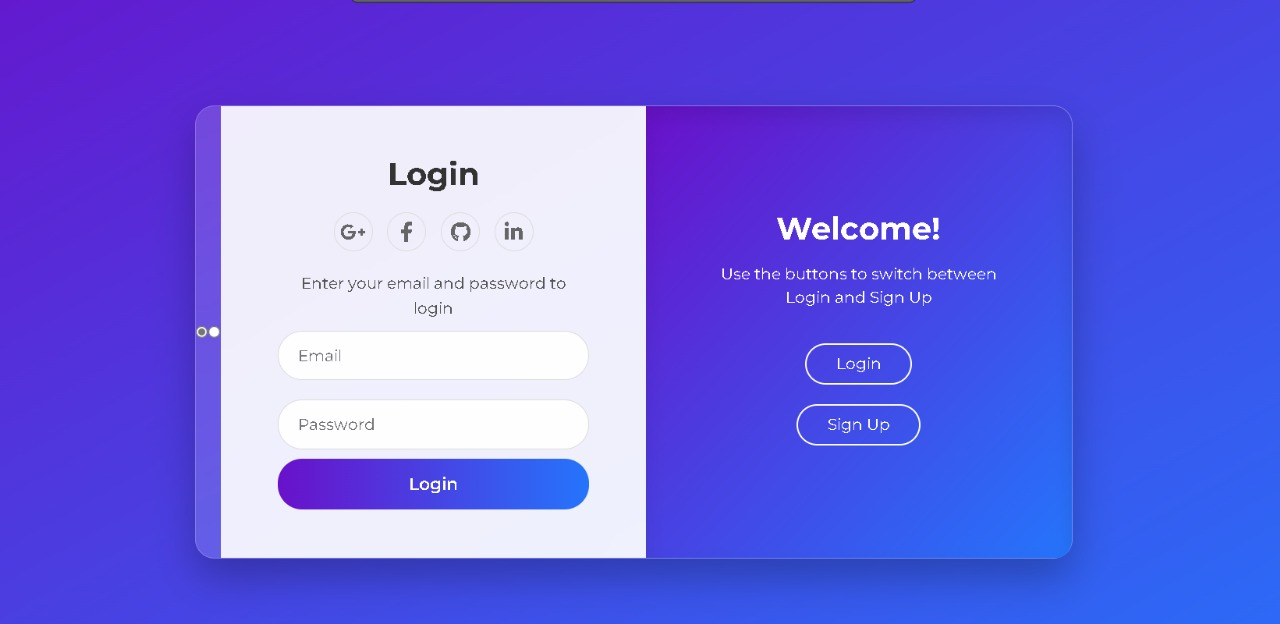 Login
G+
in
Enter your email and password to
login
Email
Password
Login
Welcome!
Use the buttons to switch between
Login and Sign Up
Login
Sign Up